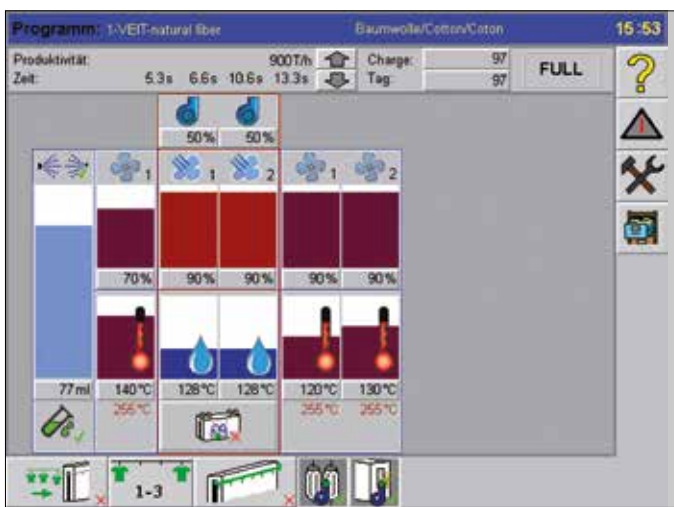 Programm: 1-VEIT-natural fiber Baumwolle/Cotton/Coton 15:53
Produktivität: 900T/h Charge: 97 FULL
Zeit: 5.3s 6.6s 10.6s 13.3s Tag: 97
50% 50%
1 1 2 1 2
70% 90% 90% 90% 90%
77 ml 140°C 128°C 128°C 120°C 130°C
255°C 255°C 255°C
1-3